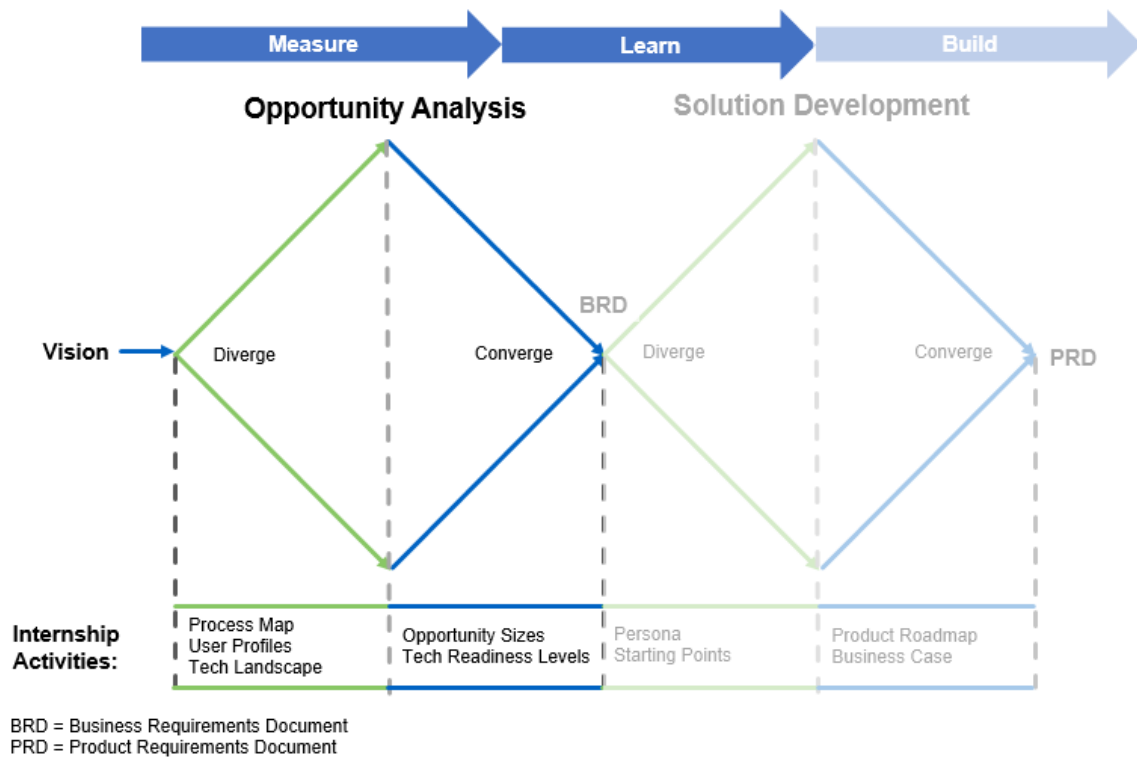 Measure
Learn
Build
Opportunity Analysis
Solution Development
BRD
Vision
Diverge
Converge
Diverge
Converge
PRD
Internship
Activities:
Process Map
User Profiles
Tech Landscape
Opportunity Sizes
Tech Readiness Levels
Persona
Starting Points
Product Roadmap
Business Case
BRD = Business Requirements Document
PRD = Product Requirements Document